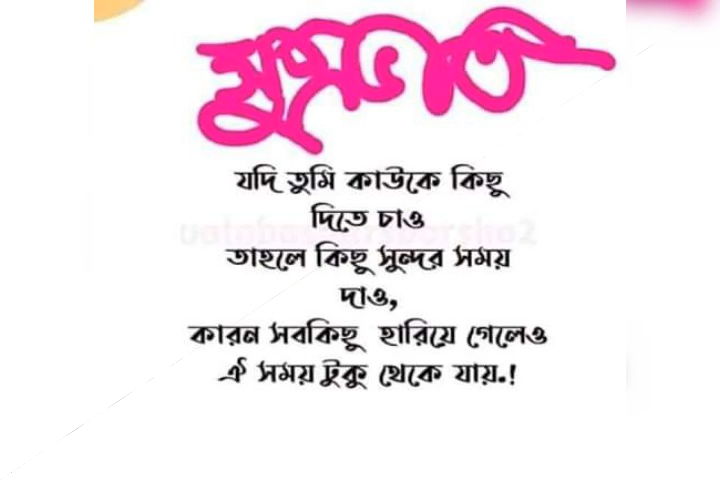 সুপ্রভাত
যদি তুমি কাউকে কিছু
দিতে চাও
তাহলে কিছু সুন্দর সময়
দাও,
কারন সবকিছু হারিয়ে গেলেও
ঐ সময় টুকু থেকে যায়.!